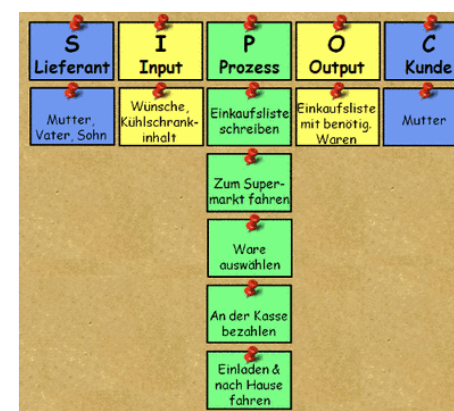 S
Lieferant
I
Input
P
Prozess
O
Output
C
Kunde
Mutter,
Vater, Sohn
Wünsche,
Kühlschrank-
inhalt
Einkaufsliste
schreiben
Einkaufsliste
mit benötig.
Waren
Mutter
Zum Super-
markt fahren
Ware
auswählen
An der Kasse
bezahlen
Einladen &
nach Hause
fahren